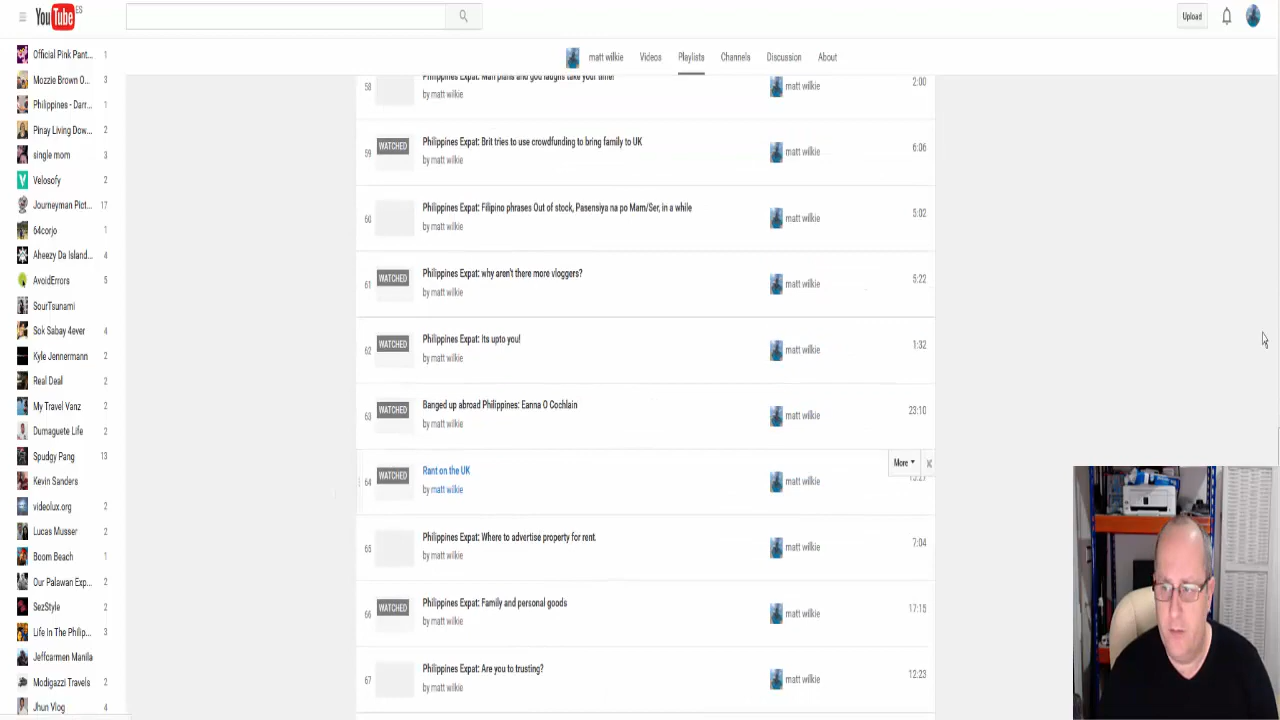 YouTube ES
Upload
matt wilkie Videos Playlists Channels Discussion About
Official Pink Pant... 1
Mozzie Brown O... 3
Philippines - Darr... 1
Pinay Living Dow... 2
single mom 3
Velosofy 2
Journeyman Pict... 17
64corjo 1
Aheezy Da Island... 4
AvoidErrors 5
SourTsunami
Sok Sabay 4ever 4
Kyle Jennermann 2
Real Deal 2
My Travel Vanz 2
Dumaguete Life 2
Spudgy Pang 13
Kevin Sanders
videolux.org 2
Lucas Musser 2
Boom Beach 1
Our Palawan Exp... 2
SezStyle 2
Life In The Philip... 3
Jeffcarmen Manila
Modigazzi Travels 2
Jhun Vlog 4
58 Philippines Expat: Man plans and god laughs take your time! matt wilkie 2:00
by matt wilkie
59 WATCHED Philippines Expat: Brit tries to use crowdfunding to bring family to UK matt wilkie 6:06
by matt wilkie
60 Philippines Expat: Filipino phrases Out of stock, Pasensiya na po Mam/Ser, in a while matt wilkie 5:02
by matt wilkie
61 WATCHED Philippines Expat: why aren't there more vloggers? matt wilkie 5:22
by matt wilkie
62 WATCHED Philippines Expat: Its upto you! matt wilkie 1:32
by matt wilkie
63 WATCHED Banged up abroad Philippines: Eanna O Cochlain matt wilkie 23:10
by matt wilkie
64 WATCHED Rant on the UK matt wilkie More
by matt wilkie
65 Philippines Expat: Where to advertise property for rent. matt wilkie 7:04
by matt wilkie
66 WATCHED Philippines Expat: Family and personal goods matt wilkie 17:15
by matt wilkie
67 Philippines Expat: Are you to trusting? matt wilkie 12:23
by matt wilkie